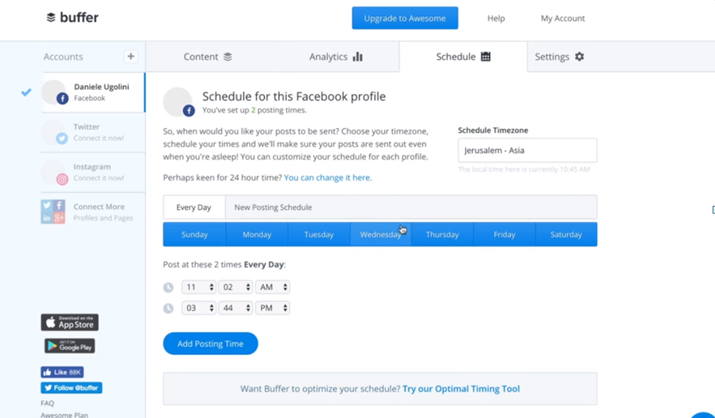 buffer
Upgrade to Awesome
Help
My Account
Accounts
+
Content
Analytics
Schedule
Settings
Daniele Ugolini
Facebook
Twitter
Connect it now!
Instagram
Connect it now!
Connect More
Profiles and Pages
Schedule for this Facebook profile
You've set up 2 posting times.
So, when would you like your posts to be sent? Choose your timezone,
schedule your times and we'll make sure your posts are sent out even
when you're asleep! You can customize your schedule for each profile.
Schedule Timezone
Jerusalem - Asia
The local time here is currently 10:45 AM
Perhaps keen for 24 hour time? You can change it here.
Every Day
New Posting Schedule
Sunday
Monday
Tuesday
Wednesday
Thursday
Friday
Saturday
Post at these 2 times Every Day:
11 02 AM
03 44 PM
Add Posting Time
Want Buffer to optimize your schedule? Try our Optimal Timing Tool
Download on the
App Store
GET IT ON
Google Play
Like 88K
Follow @buffer
FAQ
Awesome Plan